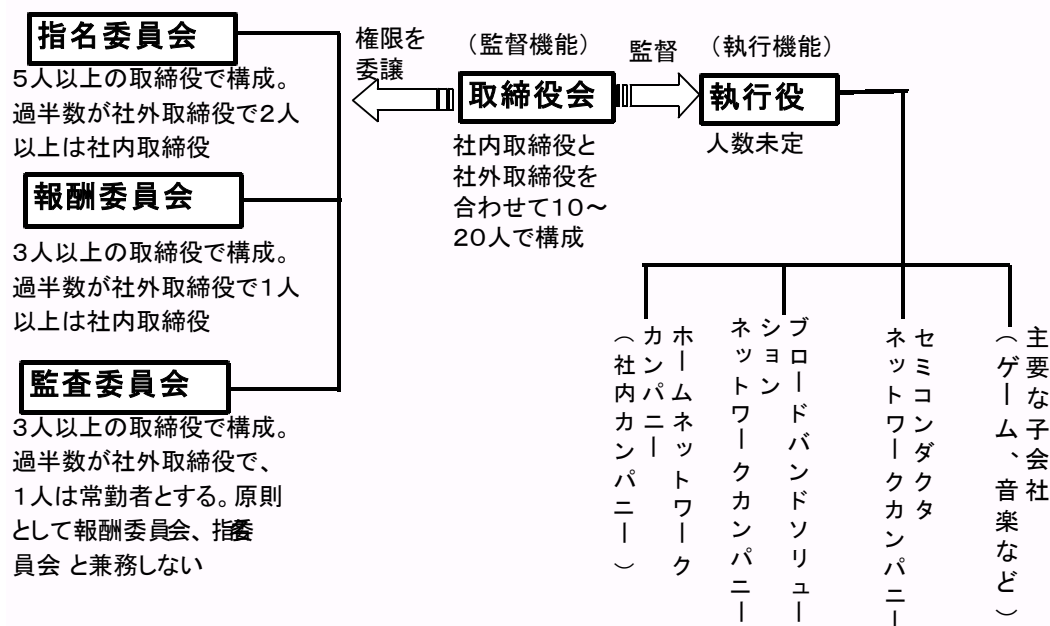 指名委員会
5人以上の取締役で構成。
過半数が社外取締役で2人
以上は社内取締役
報酬委員会
3人以上の取締役で構成。
過半数が社外取締役で1人
以上は社内取締役
監査委員会
3人以上の取締役で構成。
過半数が社外取締役で、
1人は常勤者とする。原則
として報酬委員会、指名委
員会 と兼務しない
権限を
委譲
(監督機能)
取締役会
社内取締役と
社外取締役を
合わせて10〜
20人で構成
監督
(執行機能)
執行役
人数未定
ホームネットワーク
カンパニー
(社内カンパニー)
ブロードバンドソリュー
ション
ネットワークカンパニー
セミコンダクタ
ネットワークカンパニー
主要な子会社
(ゲーム、音楽など)